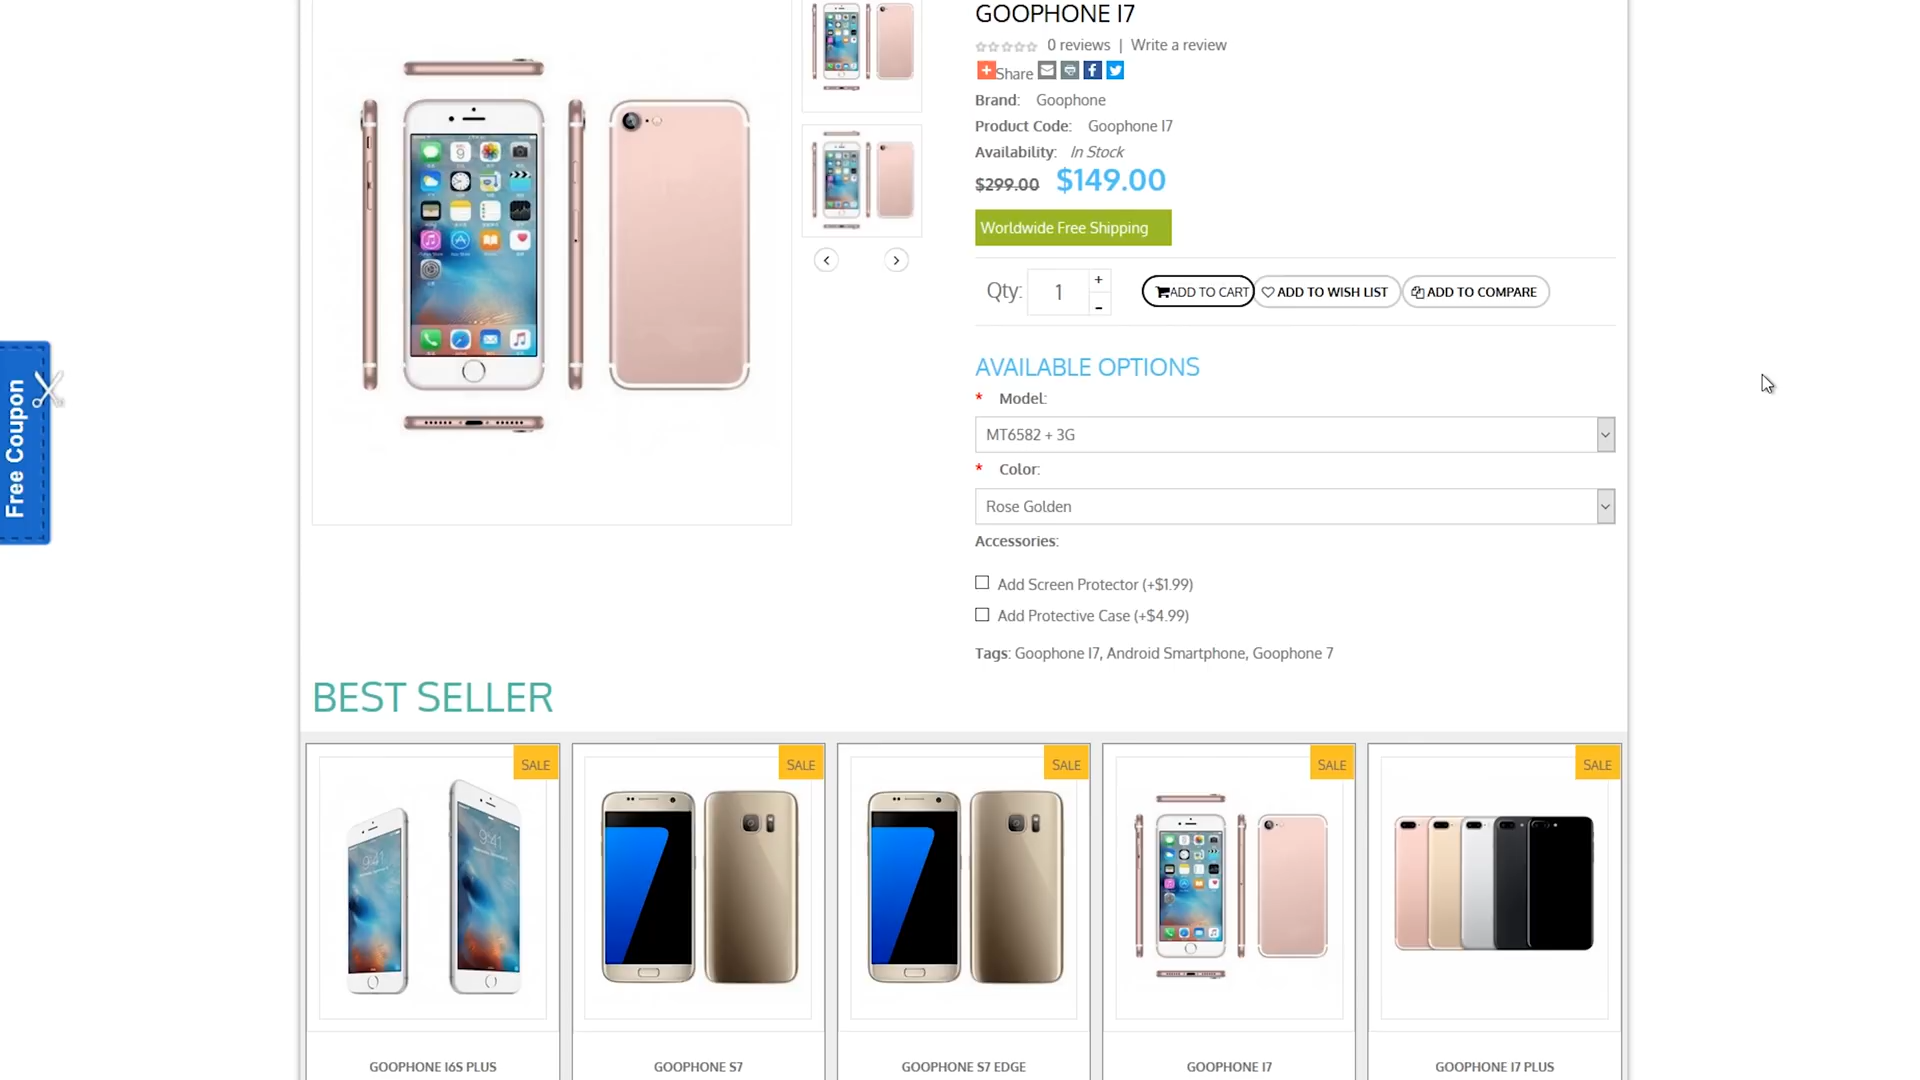 GOOPHONE I7
0 reviews | Write a review
Share
Brand: Goophone
Product Code: Goophone I7
Availability: In Stock
$299.00 $149.00
Worldwide Free Shipping
Qty: 1 + -
ADD TO CART ADD TO WISH LIST ADD TO COMPARE
AVAILABLE OPTIONS
* Model:
MT6582 + 3G
* Color:
Rose Golden
Accessories:
Add Screen Protector (+$1.99)
Add Protective Case (+$4.99)
Tags: Goophone I7, Android Smartphone, Goophone 7
Free Coupon
BEST SELLER
SALE SALE SALE SALE SALE
9:41 9:41
GOOPHONE I6S PLUS GOOPHONE S7 GOOPHONE S7 EDGE GOOPHONE I7 GOOPHONE I7 PLUS